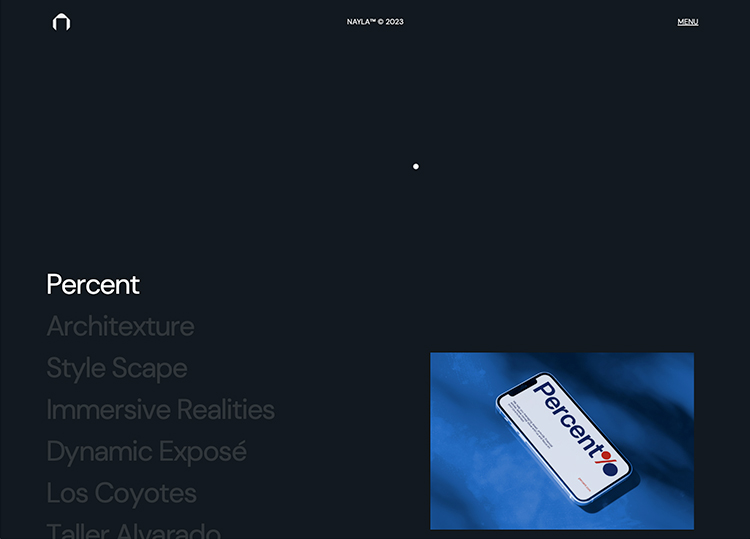 NAYLA™ © 2023
MENU
Percent
Architexture
Style Scape
Immersive Realities
Dynamic Exposé
Los Coyotes
Taller Alvarado
Percent%